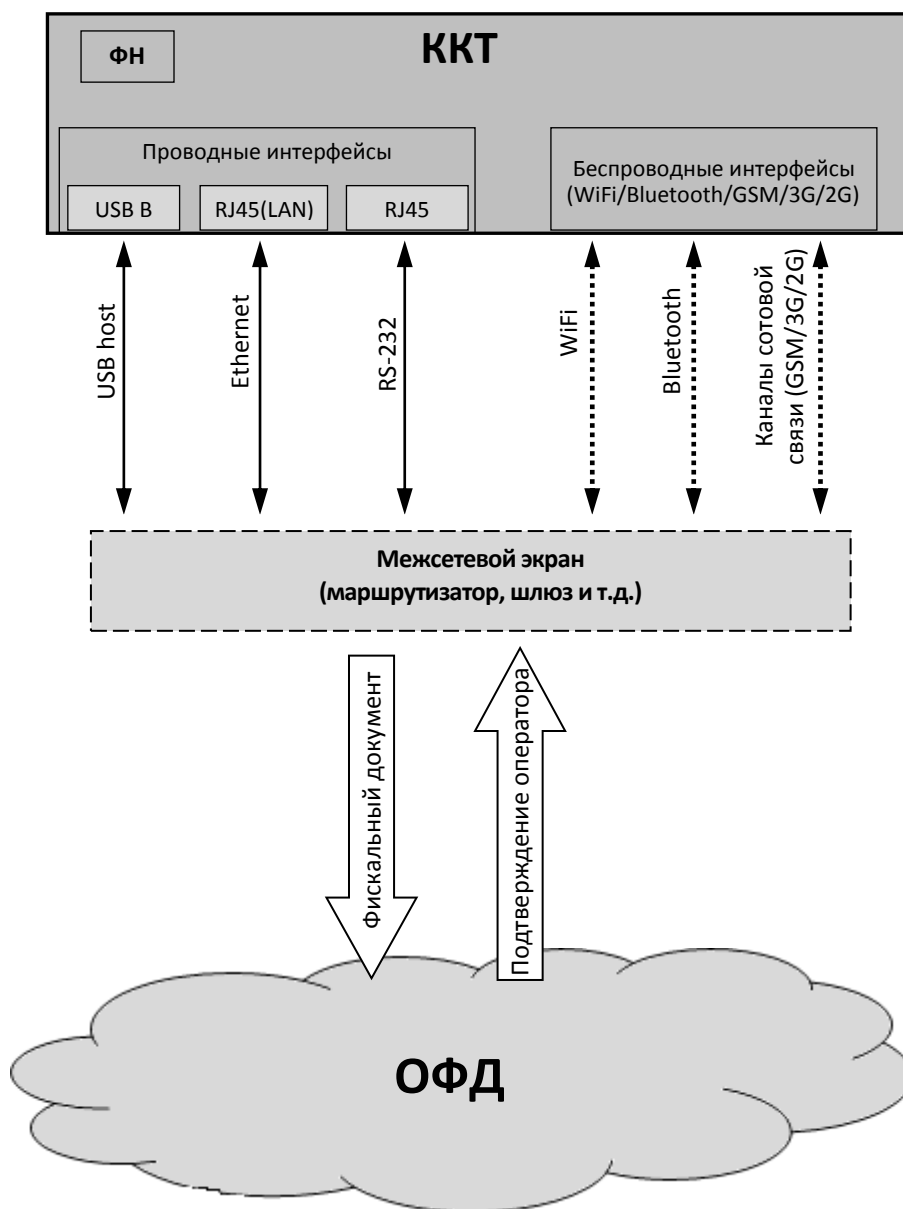 ФН
ККТ
Проводные интерфейсы
USB B
RJ45(LAN)
RJ45
Беспроводные интерфейсы
(WiFi/Bluetooth/GSM/3G/2G)
USB host
Ethernet
RS-232
WiFi
Bluetooth
Каналы сотовой
связи (GSM/3G/2G)
Межсетевой экран
(маршрутизатор, шлюз и т.д.)
Фискальный документ
Подтверждение оператора
ОФД